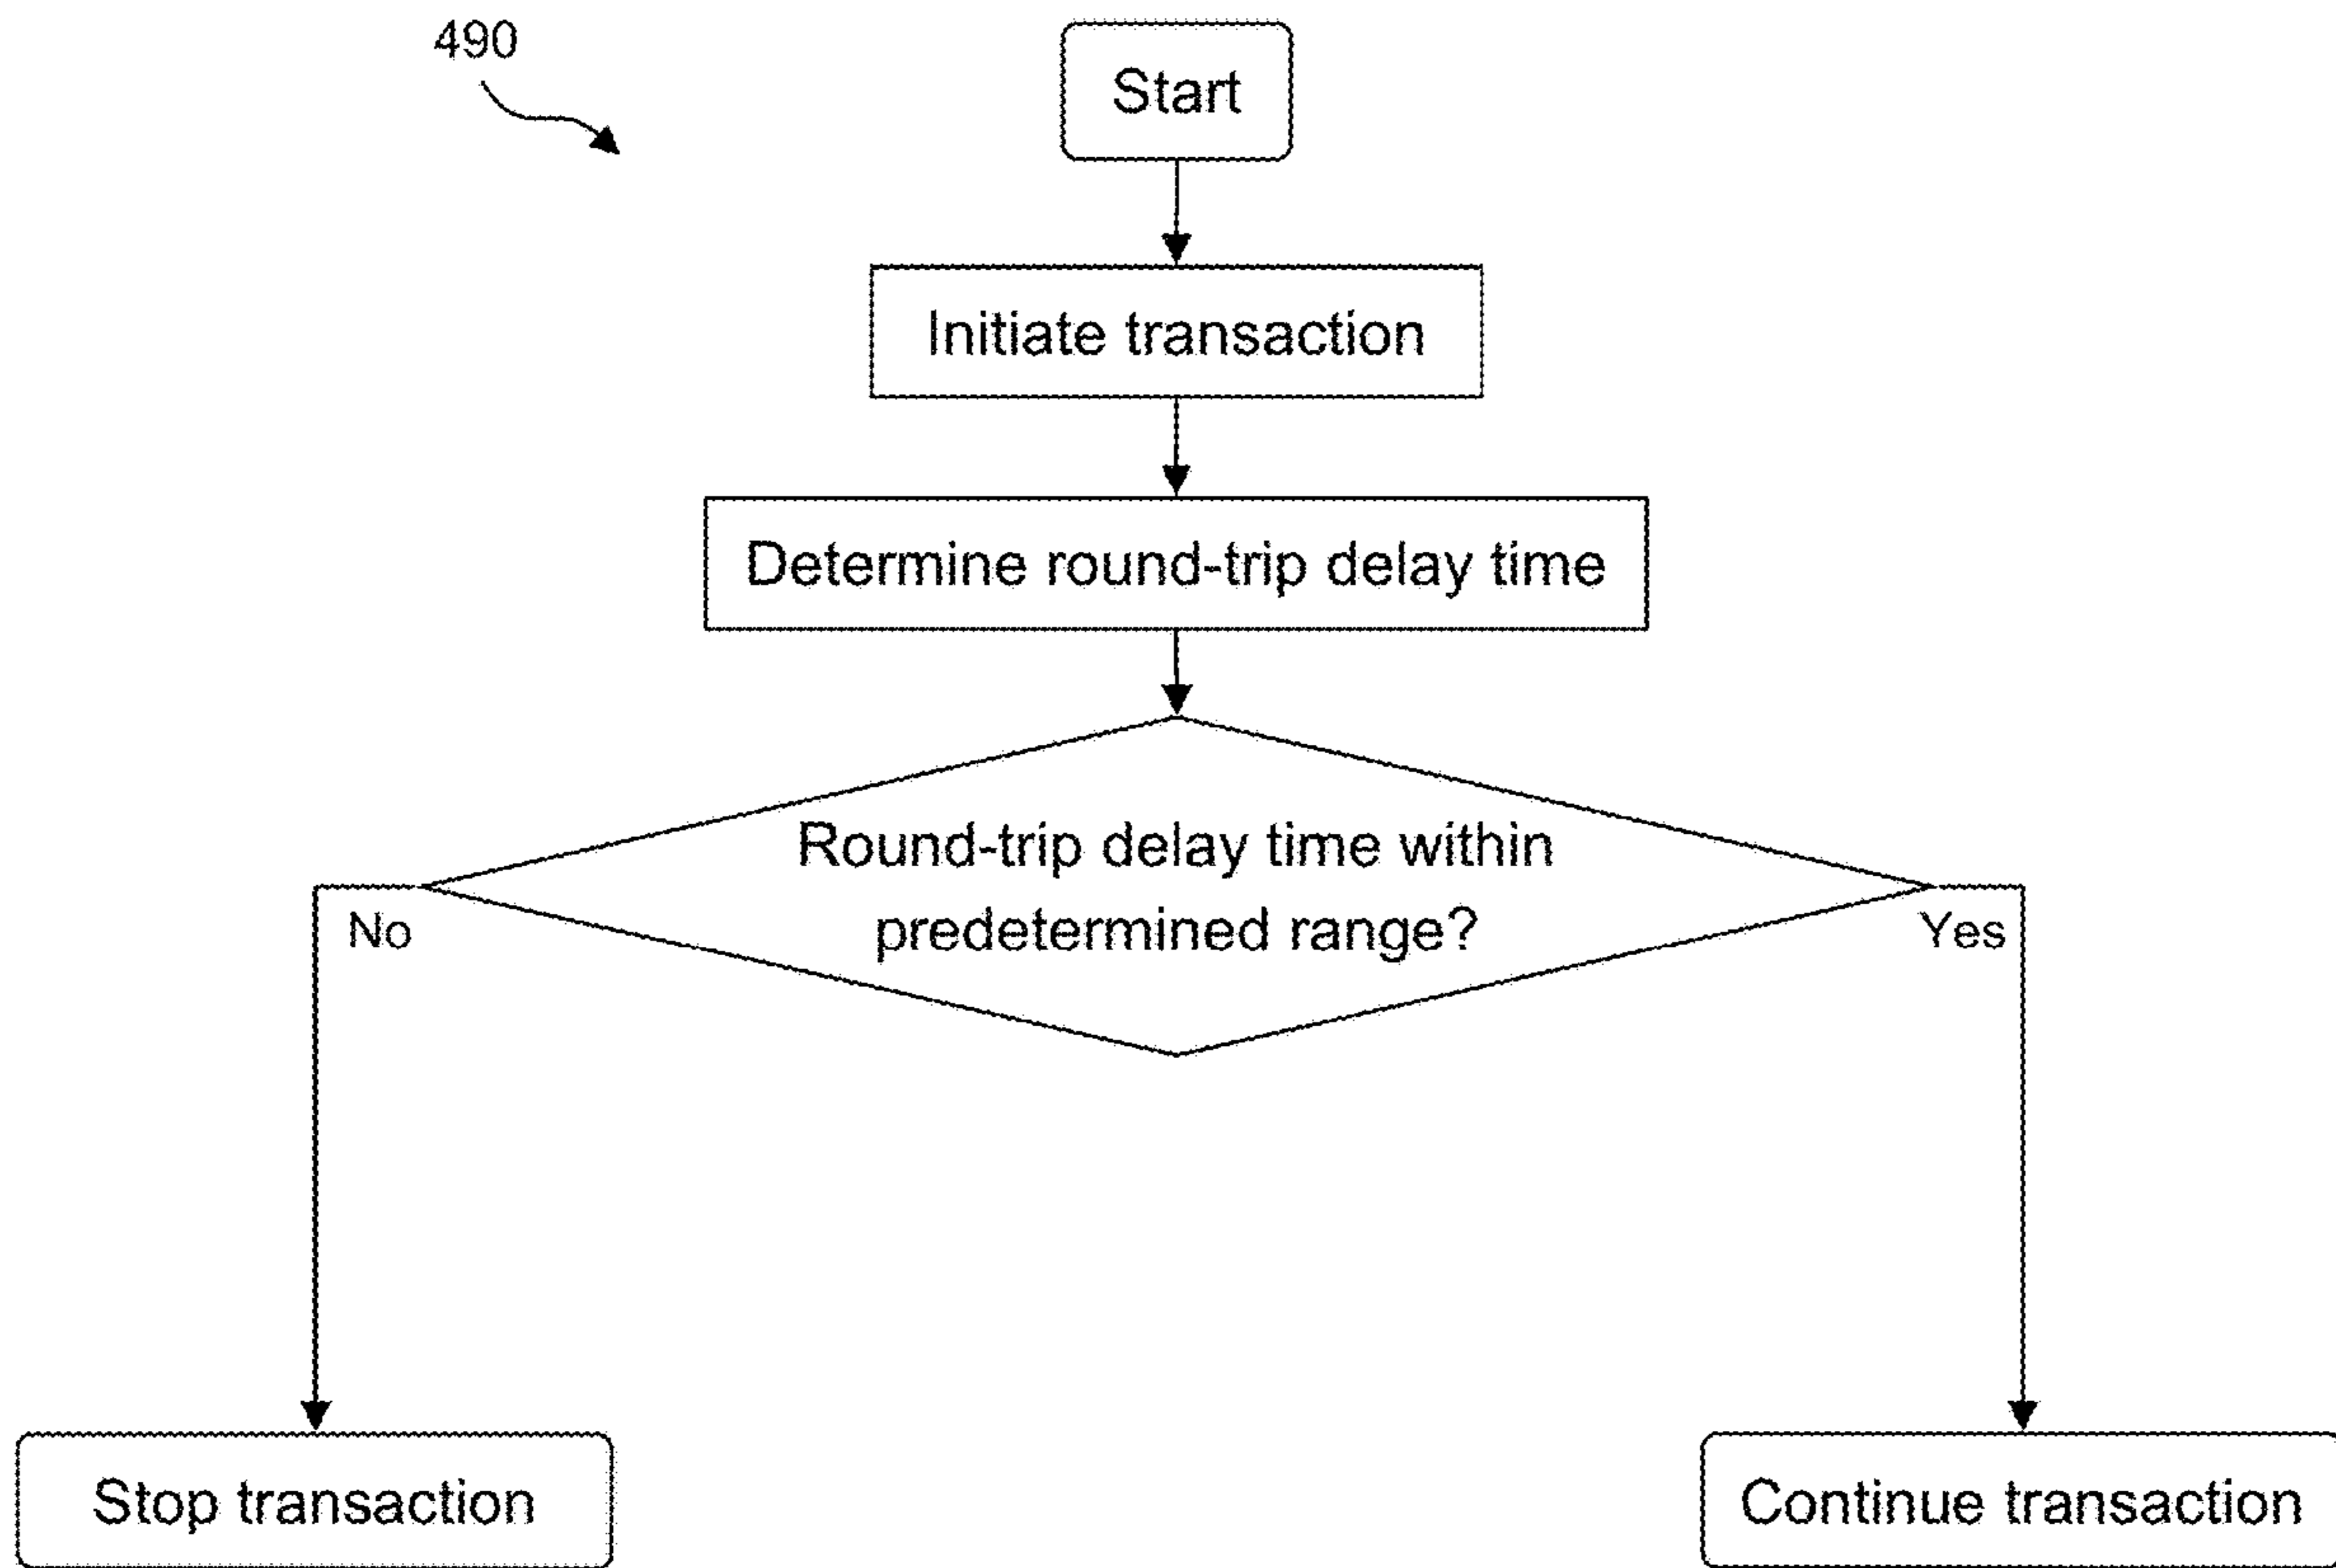 490
Start
Initiate transaction
Determine round-trip delay time
Round-trip delay time within
predetermined range?
No
Yes
Stop transaction
Continue transaction